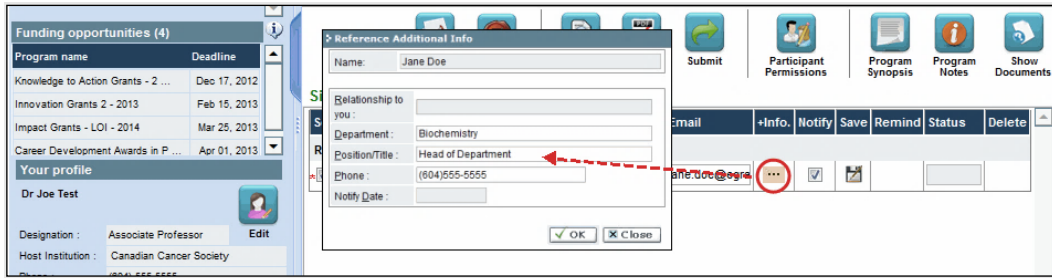 Funding opportunities (4)
Program name Deadline
Knowledge to Action Grants - 2 ... Dec 17, 2012
Innovation Grants 2 - 2013 Feb 15, 2013
Impact Grants - LOI - 2014 Mar 25, 2013
Career Development Awards in P ... Apr 01, 2013
Your profile
Dr Joe Test
Edit
Designation : Associate Professor
Host Institution : Canadian Cancer Society
Reference Additional Info
Name: Jane Doe
Relationship to
you :
Department : Biochemistry
Position/Title : Head of Department
Phone : (604)555-5555
Notify Date :
OK Close
Submit
Participant
Permissions
Program
Synopsis
Program
Notes
Show
Documents
Email +Info. Notify Save Remind Status Delete
ane.doe@ogra ...